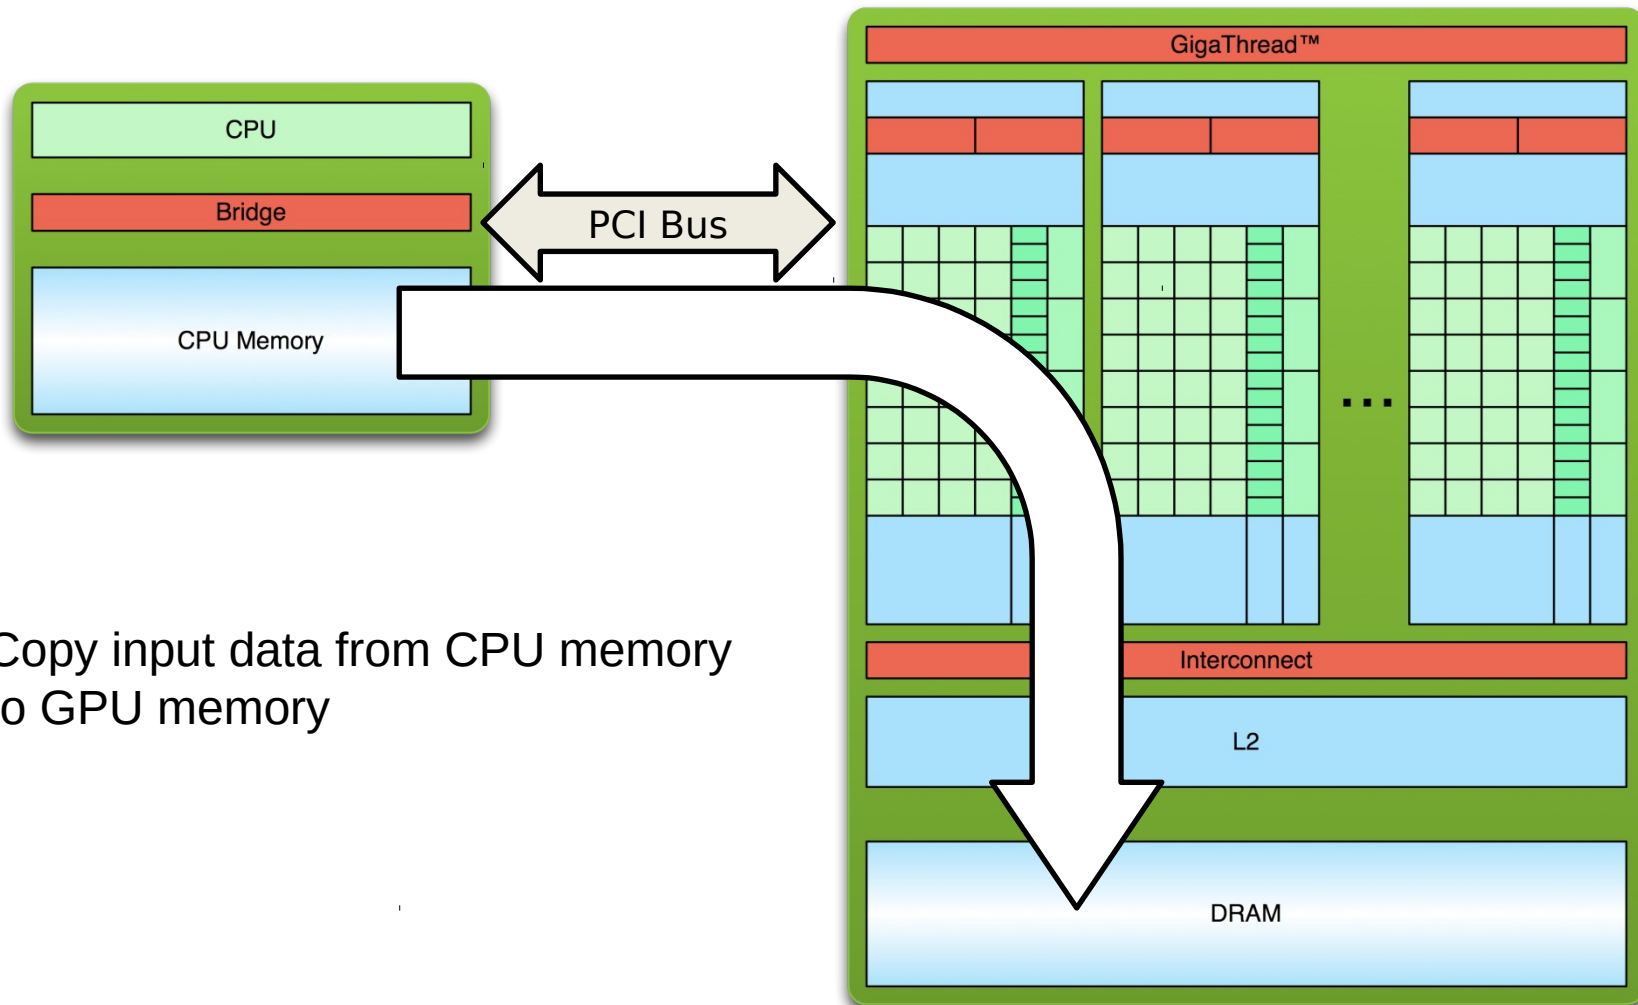 GigaThread™
CPU
Bridge
PCI Bus
CPU Memory
...
Copy input data from CPU memory
o GPU memory
Interconnect
L2
DRAM